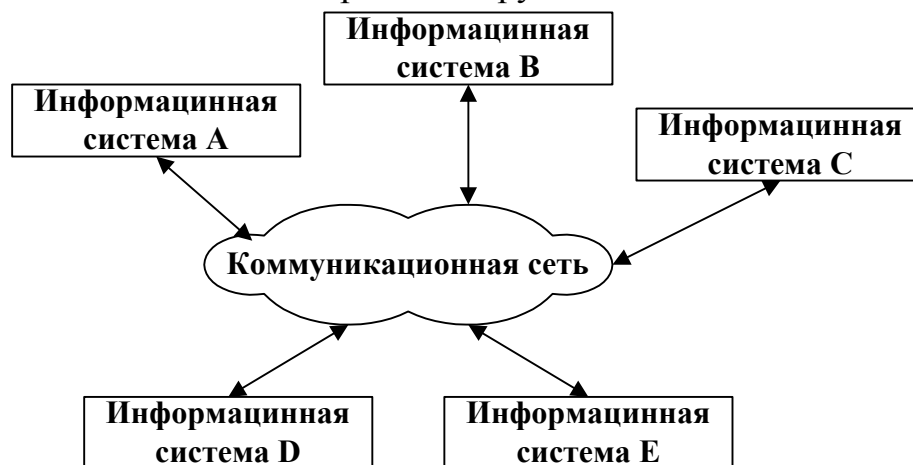 Информацинная
система B
Информацинная
система A
Информацинная
система C
Коммуникационная сеть
Информацинная
система D
Информацинная
система E